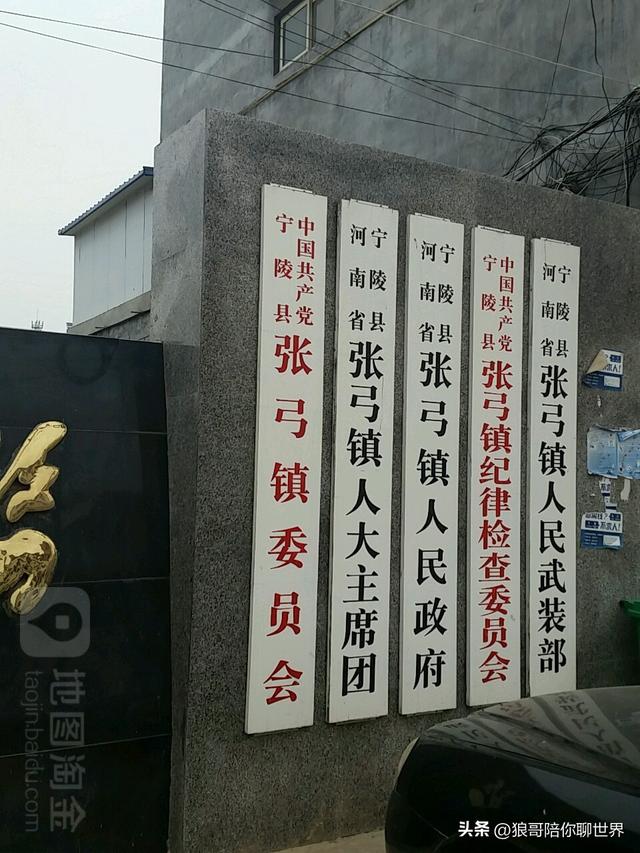 中国共产党
宁陵县
张弓镇委员会
河南省
宁陵县
张弓镇人大主席团
河南省
宁陵县
张弓镇人民政府
中国共产党
宁陵县
张弓镇纪律检查委员会
河南省
宁陵县
张弓镇人民武装部
地图淘金
taojin.baidu.com
头条 @狼哥陪你聊世界